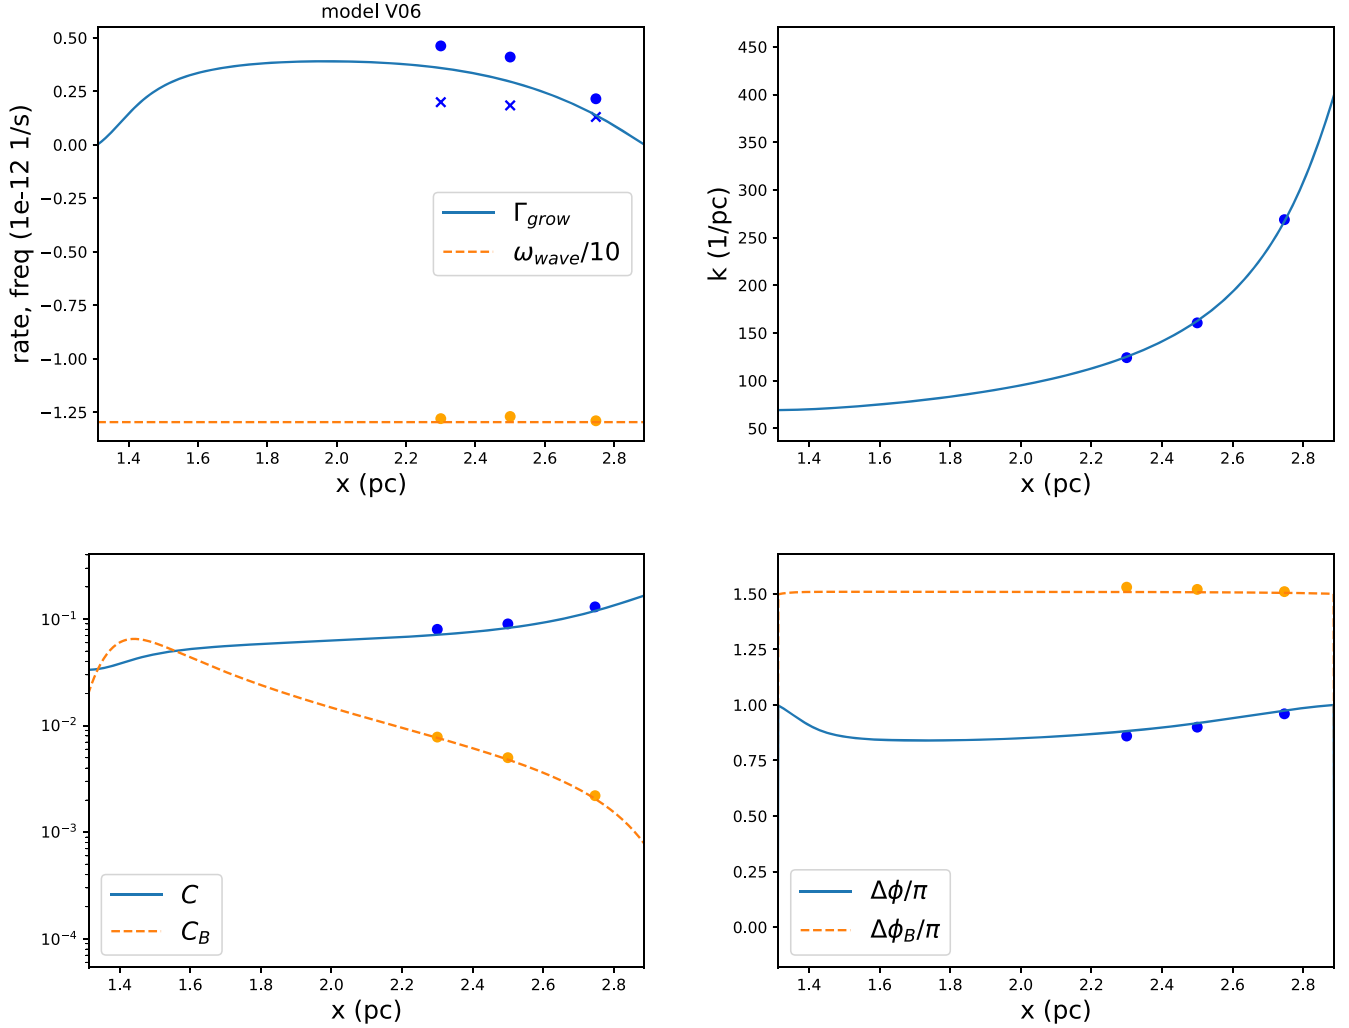 model V06
rate, freq (1e-12 1/s)
0.50
0.25
0.00
−0.25
−0.50
−0.75
−1.00
−1.25
Γ_grow
ω_wave/10
1.4 1.6 1.8 2.0 2.2 2.4 2.6 2.8
x (pc)
k (1/pc)
450
400
350
300
250
200
150
100
50
1.4 1.6 1.8 2.0 2.2 2.4 2.6 2.8
x (pc)
10⁻¹
10⁻²
10⁻³
10⁻⁴
C
C_B
1.4 1.6 1.8 2.0 2.2 2.4 2.6 2.8
x (pc)
1.50
1.25
1.00
0.75
0.50
0.25
0.00
Δϕ/π
Δϕ_B/π
1.4 1.6 1.8 2.0 2.2 2.4 2.6 2.8
x (pc)